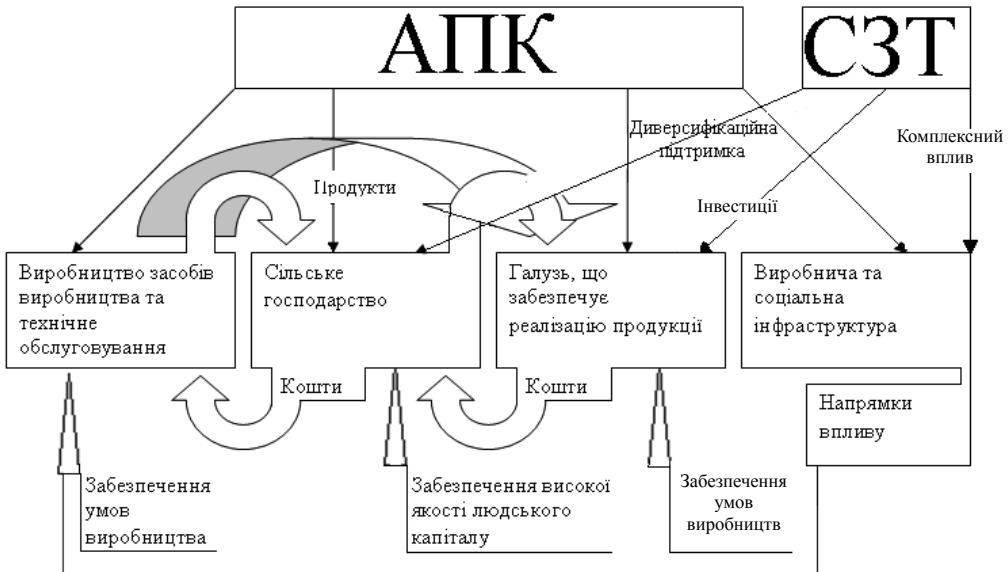 АПК
СЗТ
Диверсифікаційна
підтримка
Комплексний
вплив
Продукти
Інвестиції
Виробництво засобів
виробництва та
технічне
обслуговування
Сільське
господарство
Галузь, що
забезпечує
реалізацію продукції
Виробнича та
соціальна
інфраструктура
Кошти
Кошти
Напрямки
впливу
Забезпечення
умов
виробництва
Забезпечення високої
якості людського
капіталу
Забезпечення
умов
виробництв